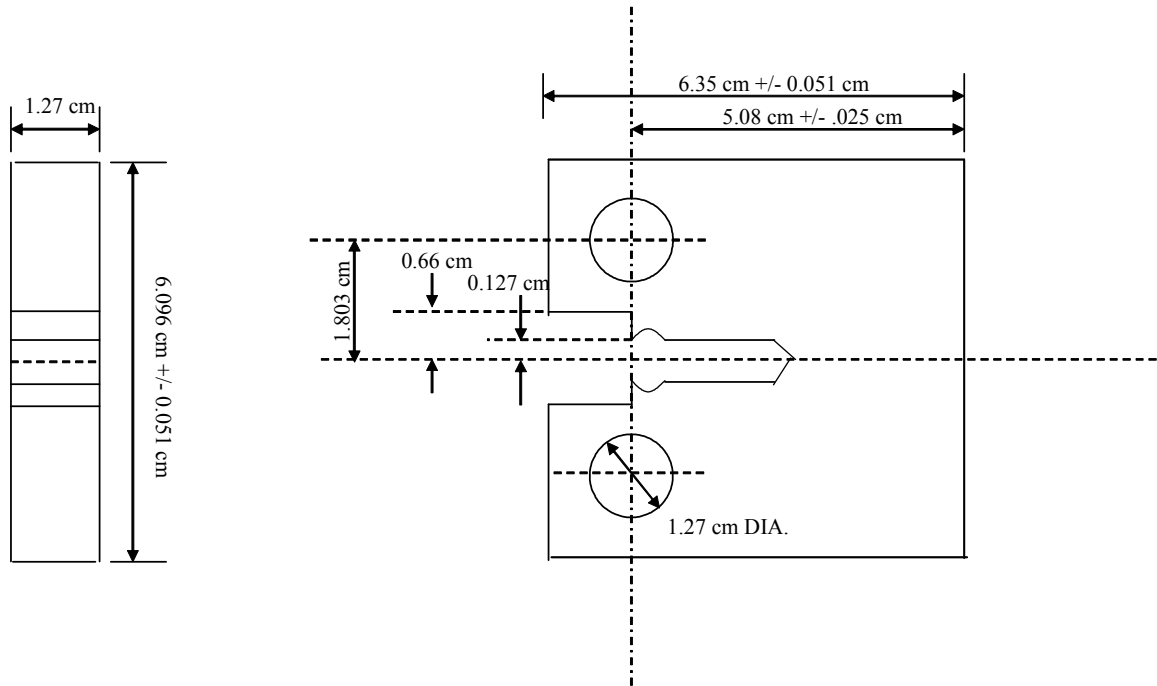 6.35 cm +/- 0.051 cm
1.27 cm
5.08 cm +/- .025 cm
0.66 cm
0.127 cm
1.803 cm
6.096 cm +/- 0.051 cm
1.27 cm DIA.